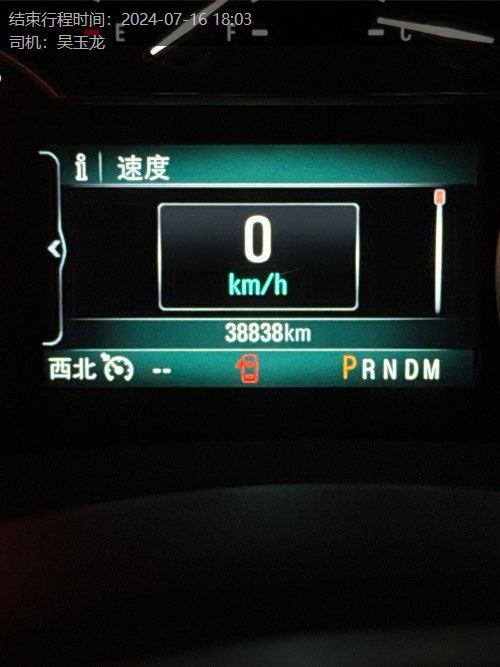 结束行程时间：2024-07-16 18:03
司机：吴玉龙
E F C
i 速度
0
km/h
38838km
西北 -- PRNDM